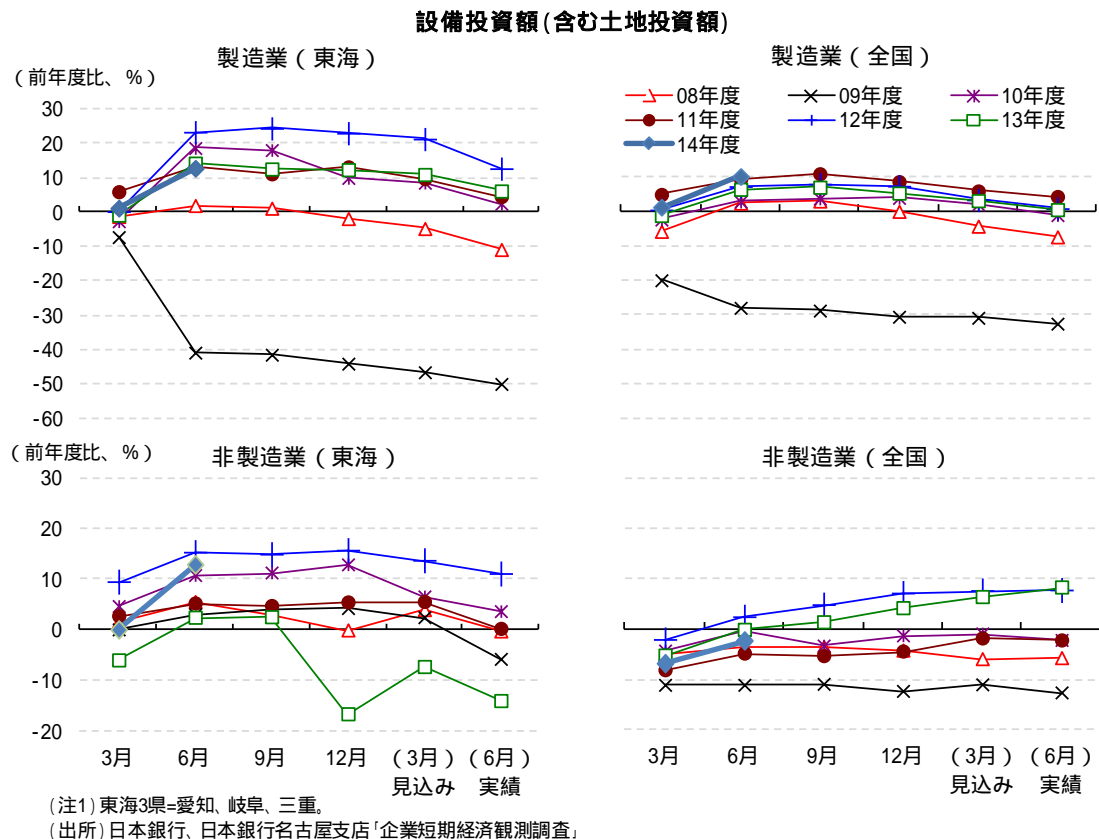 設備投資額(含む土地投資額)
製造業（東海）
製造業（全国）
（前年度比、%）
08年度 09年度 10年度
11年度 12年度 13年度
14年度
30
20
10
0
-10
-20
-30
-40
-50
-60
（前年度比、%）
非製造業（東海）
非製造業（全国）
30
20
10
0
-10
-20
3月 6月 9月 12月 （3月） （6月）
見込み 実績
3月 6月 9月 12月 （3月） （6月）
見込み 実績
(注1)東海3県=愛知、岐阜、三重。
(出所)日本銀行、日本銀行名古屋支店「企業短期経済観測調査」